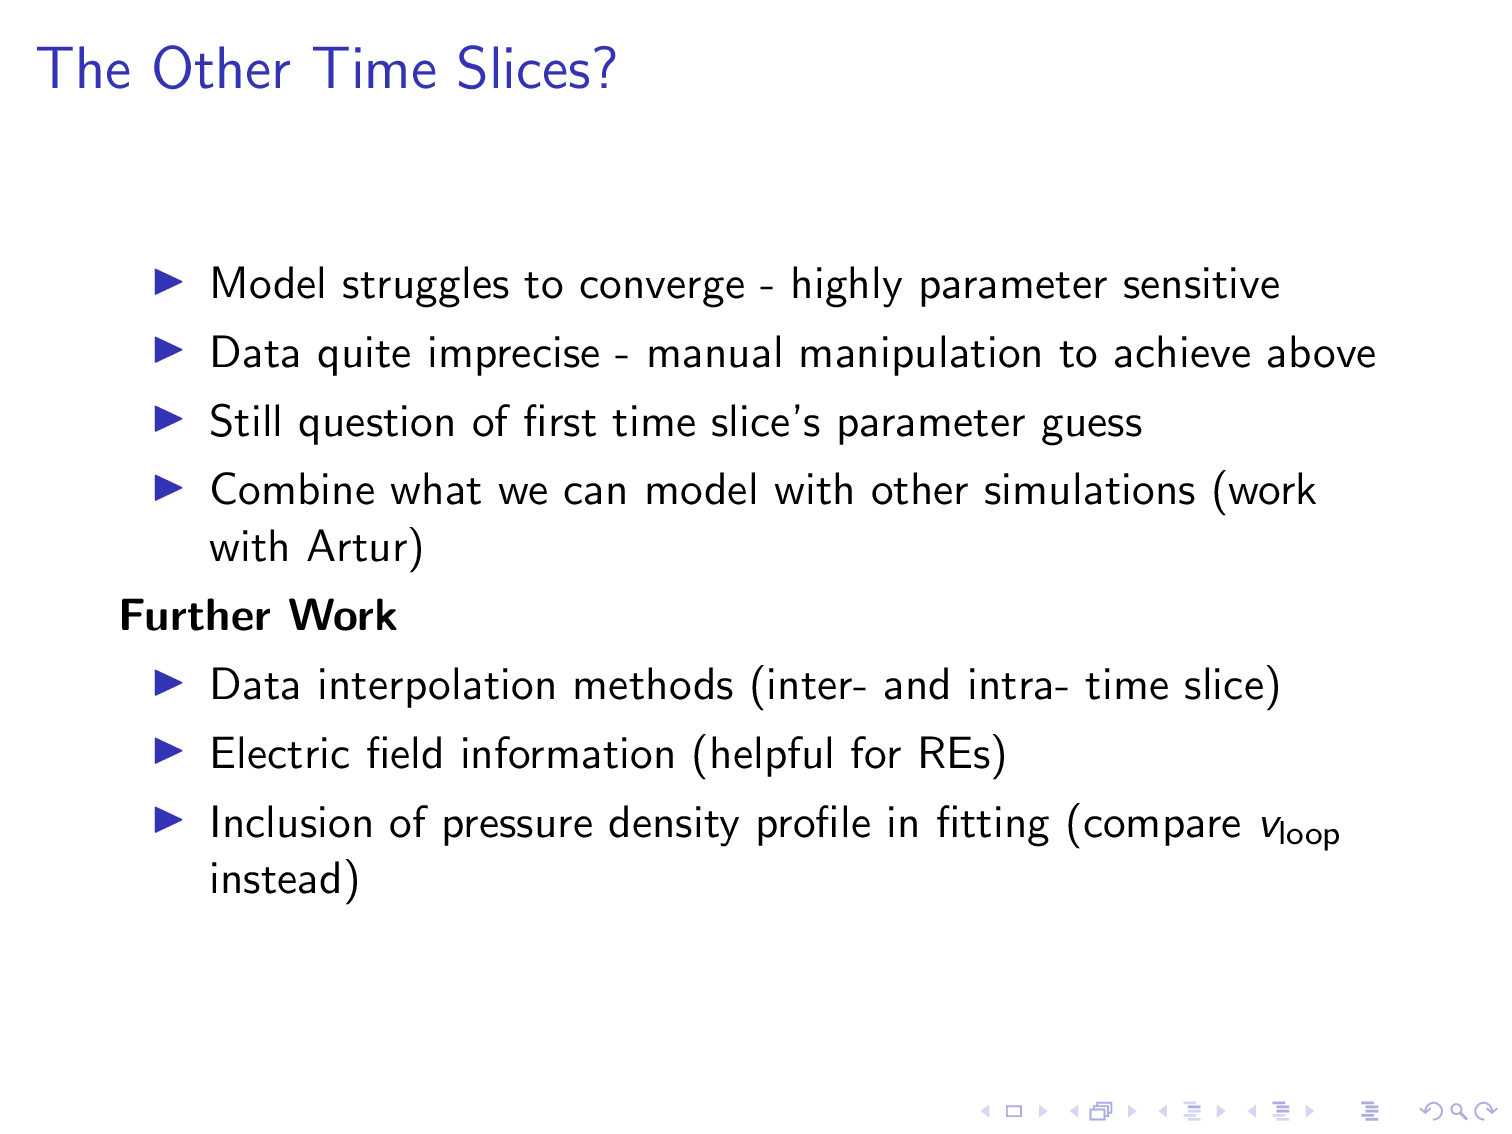 The Other Time Slices?
Model struggles to converge - highly parameter sensitive
Data quite imprecise - manual manipulation to achieve above
Still question of first time slice's parameter guess
Combine what we can model with other simulations (work
with Artur)
Further Work
Data interpolation methods (inter- and intra- time slice)
Electric field information (helpful for REs)
Inclusion of pressure density profile in fitting (compare v_loop
instead)